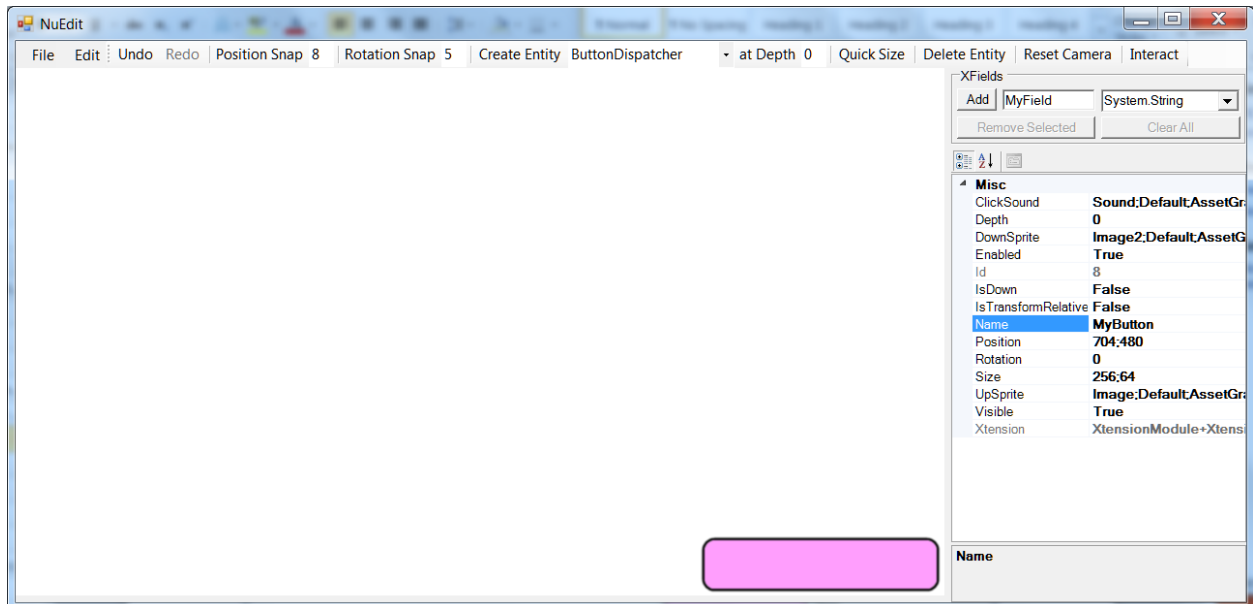 NuEdit
File Edit Undo Redo Position Snap 8 Rotation Snap 5 Create Entity ButtonDispatcher at Depth 0 Quick Size Delete Entity Reset Camera Interact
XFields
Add MyField System.String
Remove Selected Clear All
Misc
ClickSound Sound;Default;AssetGr
Depth 0
DownSprite Image2;Default;AssetG
Enabled True
Id 8
IsDown False
IsTransformRelative False
Name MyButton
Position 704;480
Rotation 0
Size 256;64
UpSprite Image;Default;AssetGr
Visible True
Xtension XtensionModule+Xtensi
Name